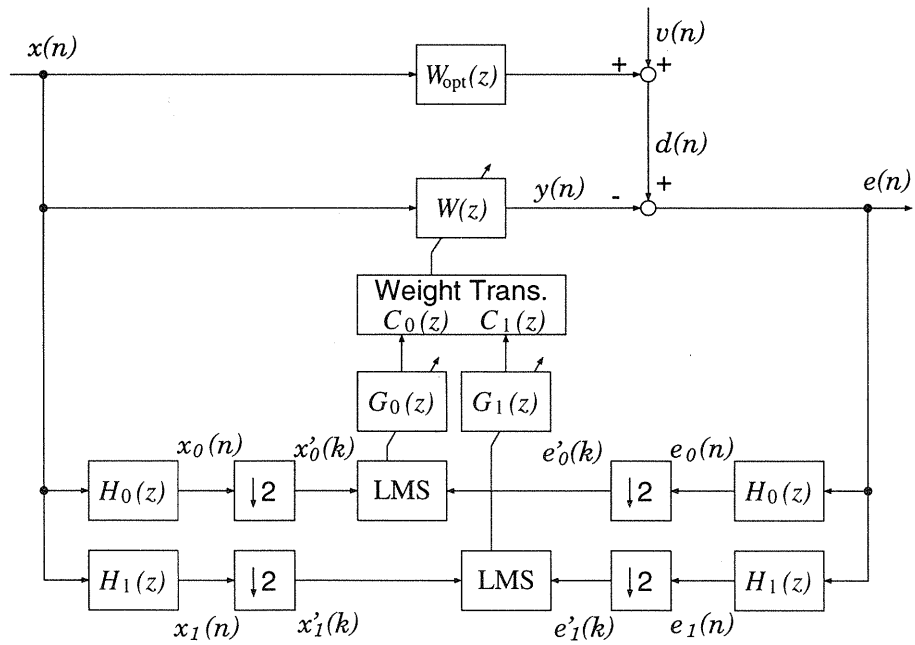 x(n)
W_opt(z)
+
+
v(n)
d(n)
W(z)
y(n)
-
+
e(n)
Weight Trans.
C_0(z) C_1(z)
G_0(z) G_1(z)
x_0(n) x'_0(k) e'_0(k) e_0(n)
H_0(z) ↓2 LMS ↓2 H_0(z)
H_1(z) ↓2 LMS ↓2 H_1(z)
x_1(n) x'_1(k) e'_1(k) e_1(n)